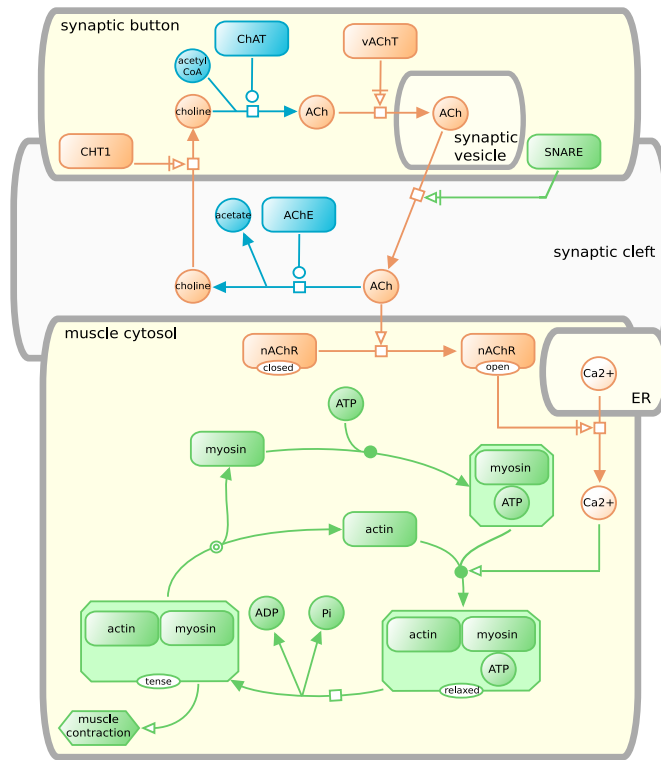 synaptic button
ChAT
vAChT
acetyl
CoA
choline
ACh
ACh
synaptic
vesicle
CHT1
SNARE
acetate
AChE
synaptic cleft
choline
ACh
muscle cytosol
nAChR
closed
nAChR
open
Ca2+
ER
ATP
myosin
myosin
ATP
Ca2+
actin
ADP
Pi
actin
myosin
tense
actin
myosin
ATP
relaxed
muscle
contraction